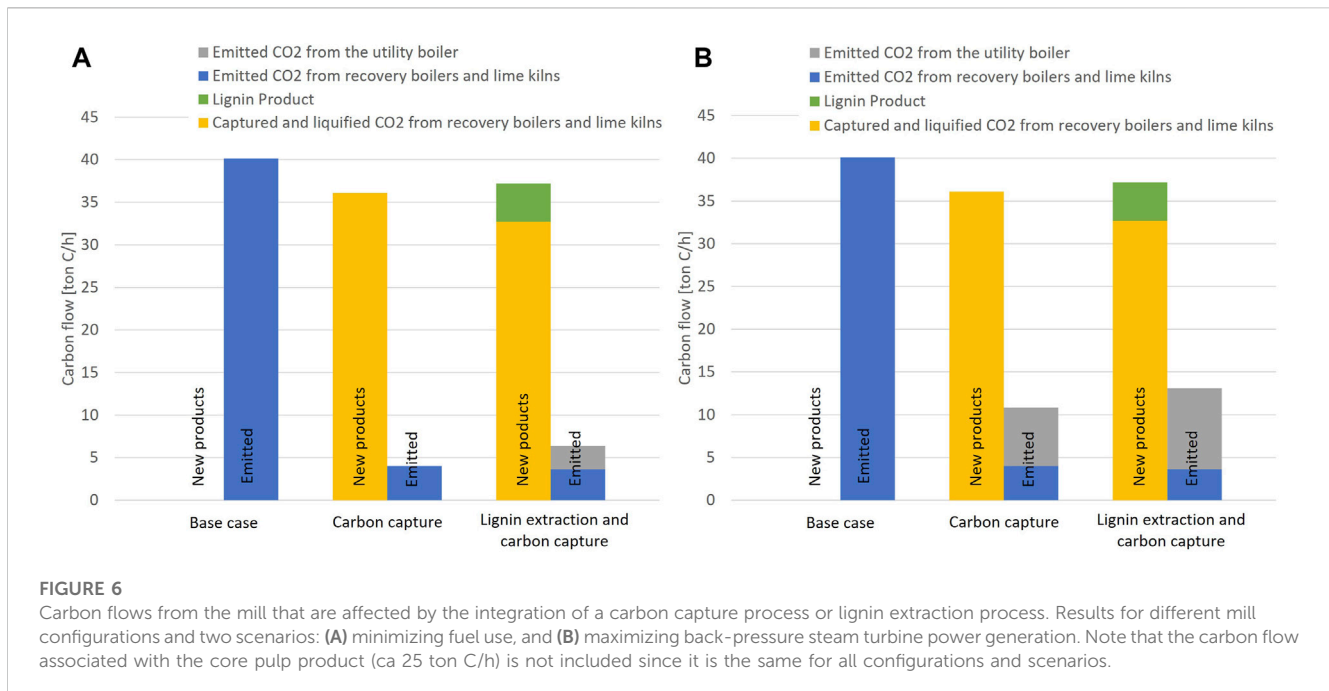 A
Emitted CO2 from the utility boiler
Emitted CO2 from recovery boilers and lime kilns
Lignin Product
Captured and liquified CO2 from recovery boilers and lime kilns
45
40
35
30
25
20
15
10
5
0
Carbon flow [ton C/h]
New products
Emitted
New products
Emitted
New poducts
Emitted
Base case
Carbon capture
Lignin extraction and
carbon capture
B
Emitted CO2 from the utility boiler
Emitted CO2 from recovery boilers and lime kilns
Lignin Product
Captured and liquified CO2 from recovery boilers and lime kilns
45
40
35
30
25
20
15
10
5
0
Carbon flow [ton C/h]
New products
Emitted
New products
Emitted
New products
Emitted
Base case
Carbon capture
Lignin extraction and
carbon capture
FIGURE 6
Carbon flows from the mill that are affected by the integration of a carbon capture process or lignin extraction process. Results for different mill
configurations and two scenarios: (A) minimizing fuel use, and (B) maximizing back-pressure steam turbine power generation. Note that the carbon flow
associated with the core pulp product (ca 25 ton C/h) is not included since it is the same for all configurations and scenarios.